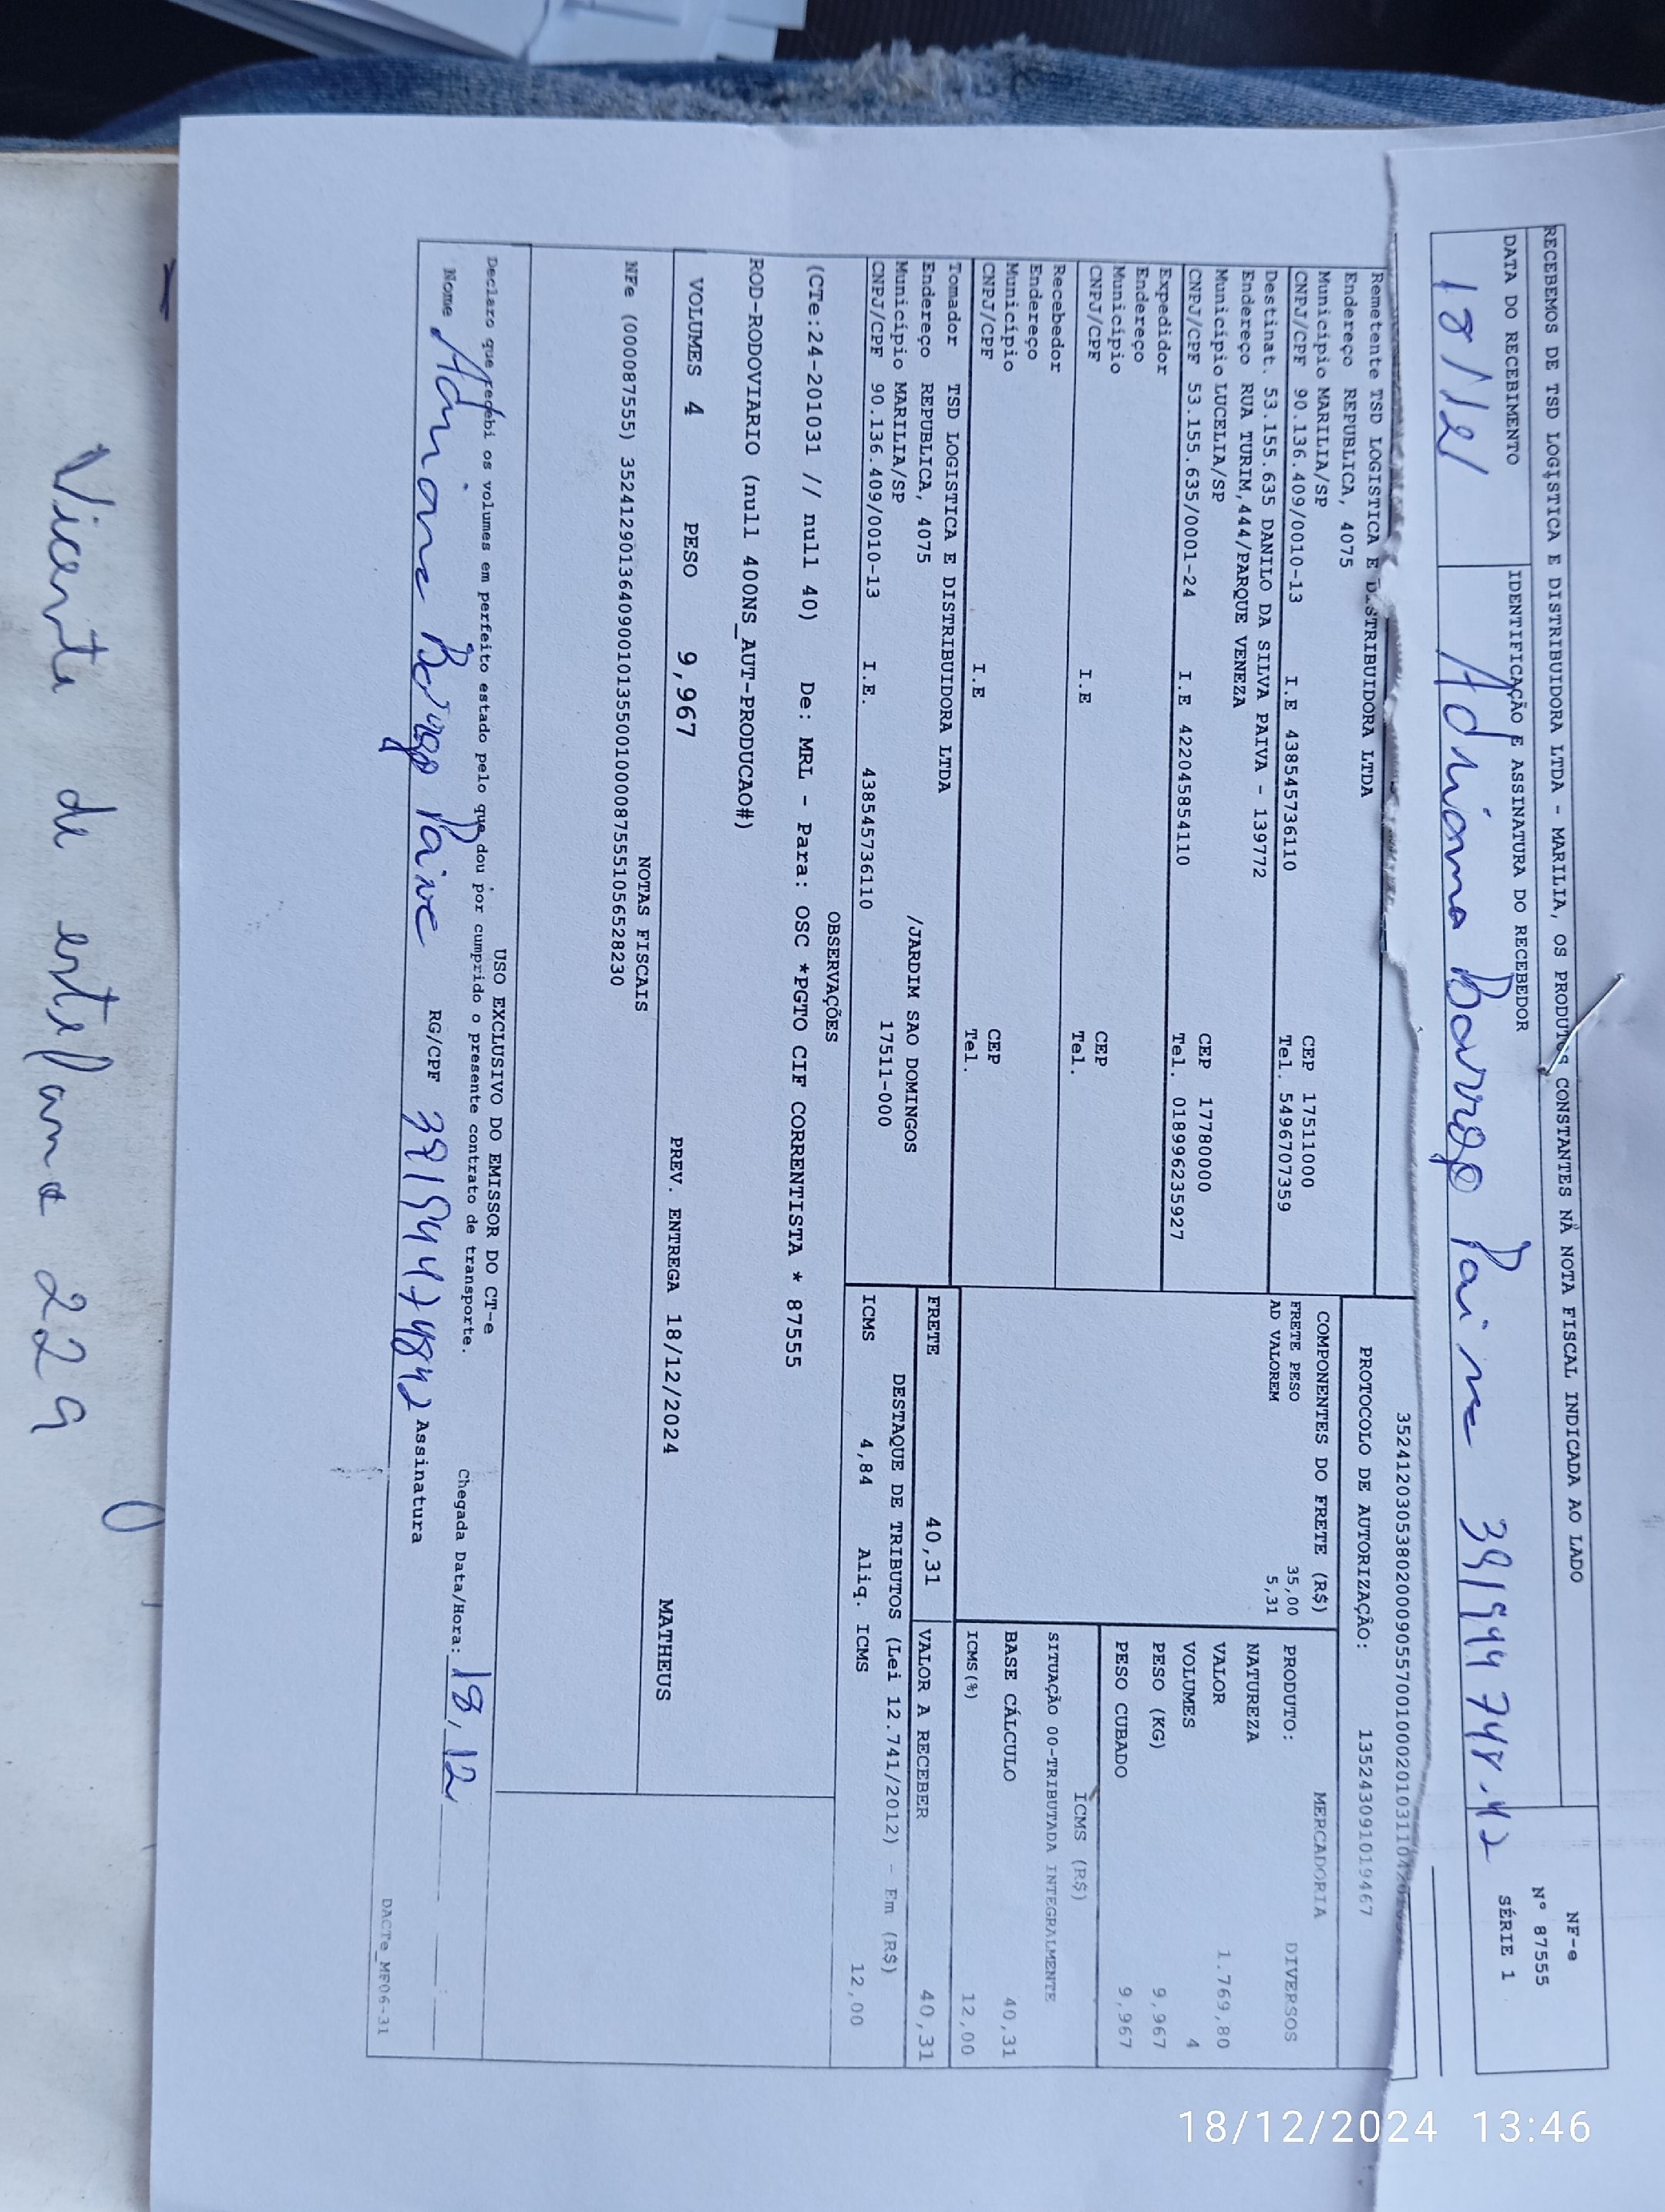 RECEBEMOS DE TSD LOGISTICA E DISTRIBUIDORA LTDA - MARILIA, OS PRODUTOS CONSTANTES NA NOTA FISCAL INDICADA AO LADO
DATA DO RECEBIMENTO
IDENTIFICAÇÃO E ASSINATURA DO RECEBEDOR
NF-e
Nº 87555
SÉRIE 1
18/12/
Adriana Barrogo Paiva 391944748.42
PROTOCOLO DE AUTORIZAÇÃO: 135243091019467
Remetente TSD LOGISTICA E DISTRIBUIDORA LTDA
Endereço REPUBLICA, 4075
Município MARILIA/SP CEP 17511000
CNPJ/CPF 90.136.409/0010-13 I.E 438545736110 Tel. 5496707359
Destinat. 53.155.635 DANILO DA SILVA PAIVA - 139772
Endereço RUA TURIM,444/PARQUE VENEZA
Município LUCELIA/SP CEP 17780000
CNPJ/CPF 53.155.635/0001-24 I.E 422045854110 Tel. 018996235927
Expedidor
Endereço
Município CEP
CNPJ/CPF I.E Tel.
Recebedor
Endereço
Município CEP
CNPJ/CPF I.E Tel.
Tomador TSD LOGISTICA E DISTRIBUIDORA LTDA
Endereço REPUBLICA, 4075 /JARDIM SAO DOMINGOS
Município MARILIA/SP 17511-000
CNPJ/CPF 90.136.409/0010-13 I.E. 438545736110
COMPONENTES DO FRETE (R$)
FRETE PESO 35,00
AD VALOREM 5,31
MERCADORIA
PRODUTO: DIVERSOS
NATUREZA
VALOR 1.769,80
VOLUMES 4
PESO (KG) 9,967
PESO CUBADO 9,967
ICMS (R$)
SITUAÇÃO 00-TRIBUTADA INTEGRALMENTE
BASE CÁLCULO 40,31
ICMS(%) 12,00
FRETE 40,31 VALOR A RECEBER 40,31
DESTAQUE DE TRIBUTOS (Lei 12.741/2012) - Em (R$)
ICMS 4,84 Aliq. ICMS 12,00
OBSERVAÇÕES
(CTe:24-201031 // null 40) De: MRL - Para: OSC *PGTO CIF CORRENTISTA * 87555
ROD-RODOVIARIO (null 400NS_AUT-PRODUCAO#)
VOLUMES 4 PESO 9,967 PREV. ENTREGA 18/12/2024 MATHEUS
NOTAS FISCAIS
NFe (000087555) 35241290136409001013550010000875551056528230
USO EXCLUSIVO DO EMISSOR DO CT-e
Declaro que recebi os volumes em perfeito estado pelo que dou por cumprido o presente contrato de transporte.
Chegada Data/Hora: 18,12
Nome Adriana Barrogo Paiva RG/CPF 39194474842 Assinatura
DACTe_MF06-31
Vicente de 229
18/12/2024 13:46